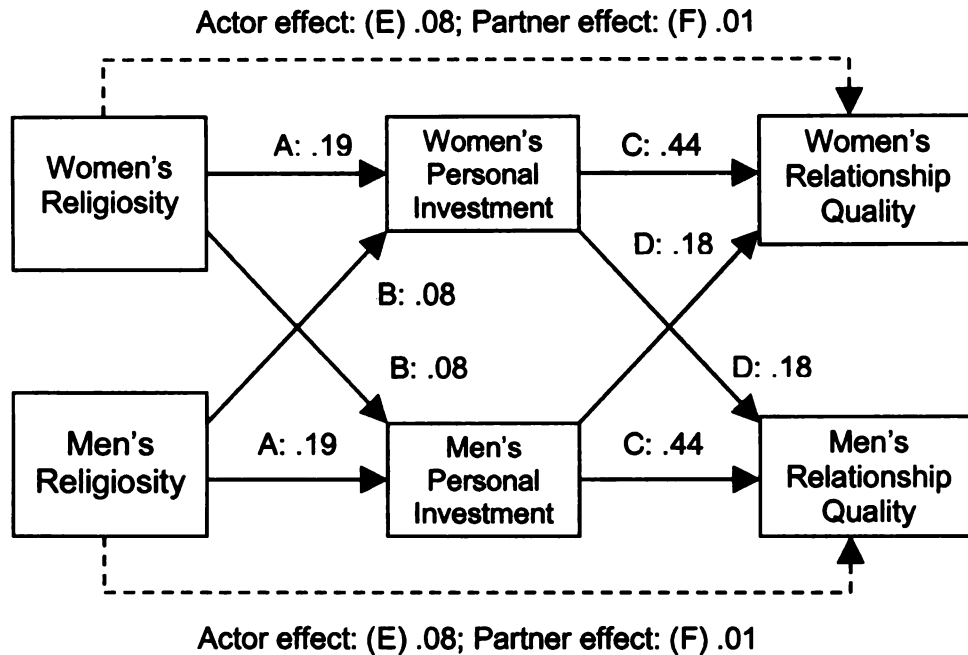 Actor effect: (E) .08; Partner effect: (F) .01
Women's
Religiosity
A: .19
Women's
Personal
Investment
C: .44
Women's
Relationship
Quality
B: .08
D: .18
B: .08
D: .18
Men's
Religiosity
A: .19
Men's
Personal
Investment
C: .44
Men's
Relationship
Quality
Actor effect: (E) .08; Partner effect: (F) .01